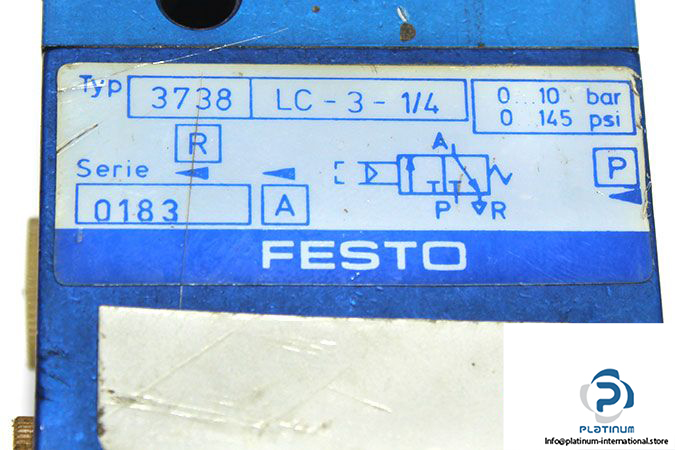 Typ 3738 LC-3-1/4 0...10 bar
0...145 psi
R A P
Serie
0183 A P R
FESTO
PLATINUM
Info@platinum-international.store